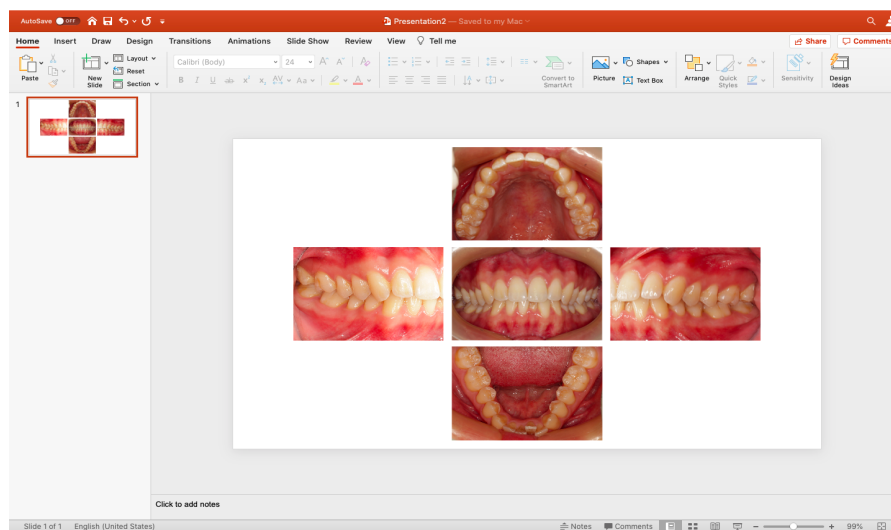 AutoSave OFF Presentation2 — Saved to my Mac
Home Insert Draw Design Transitions Animations Slide Show Review View Tell me Share Comments
Paste New Slide Layout Reset Section Calibri (Body) 24 Convert to SmartArt Picture Shapes Text Box Arrange Quick Styles Sensitivity Design Ideas
1
Click to add notes
Slide 1 of 1 English (United States) Notes Comments 99%